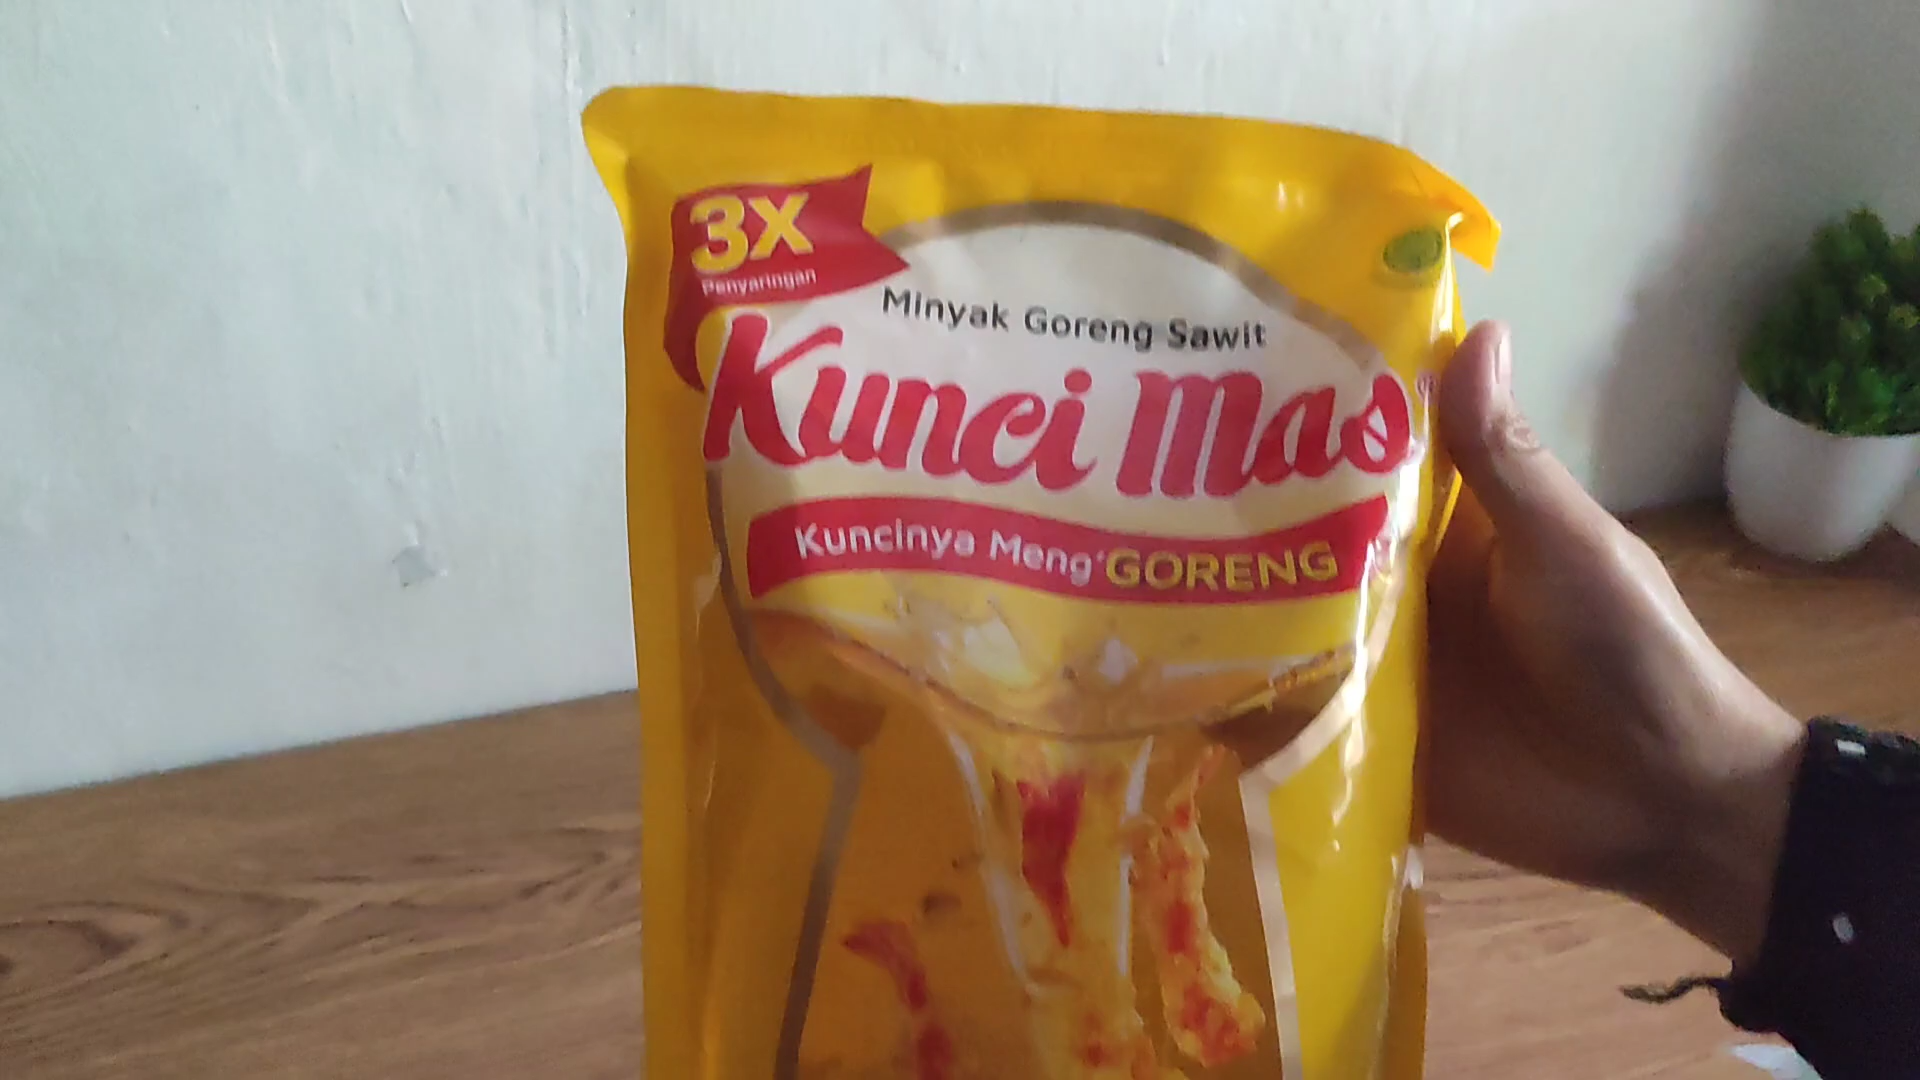 3X
Penyaringan
Minyak Goreng Sawit
Kunci Mas
Kuncinya Meng'GORENG